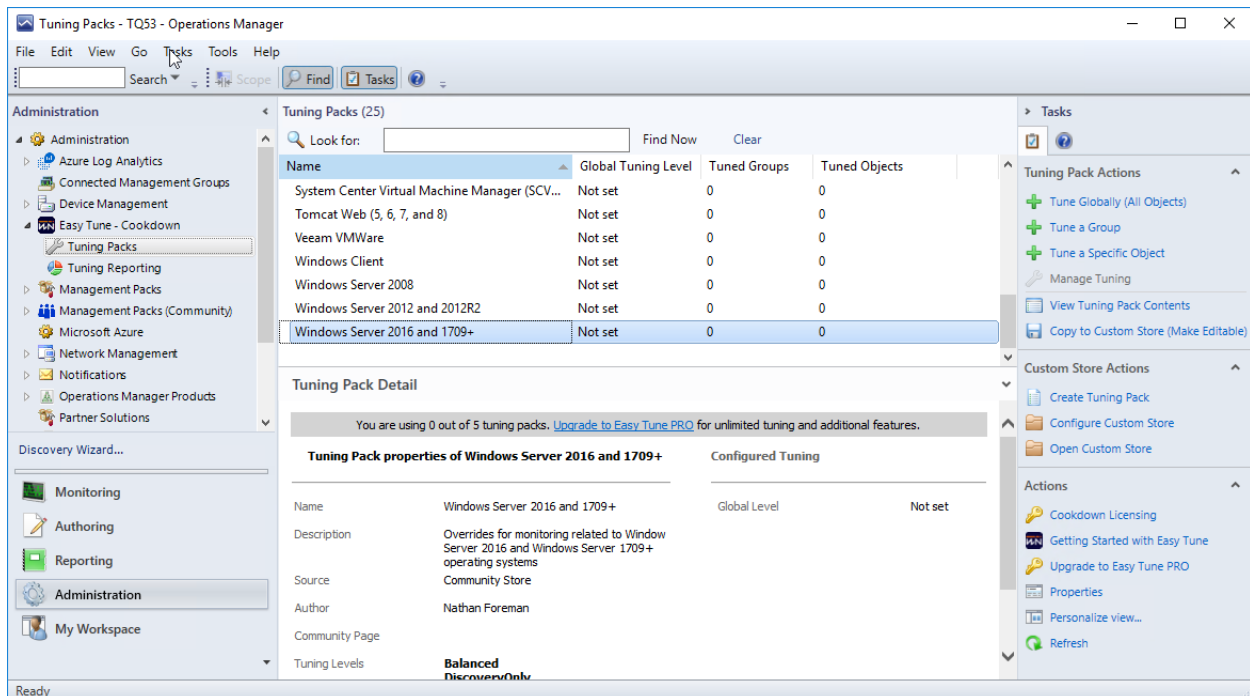 Tuning Packs - TQ53 - Operations Manager
File Edit View Go Tasks Tools Help
Search Scope Find Tasks
Administration
Administration
Azure Log Analytics
Connected Management Groups
Device Management
Easy Tune - Cookdown
Tuning Packs
Tuning Reporting
Management Packs
Management Packs (Community)
Microsoft Azure
Network Management
Notifications
Operations Manager Products
Partner Solutions
Discovery Wizard...
Monitoring
Authoring
Reporting
Administration
My Workspace
Tuning Packs (25)
Look for: Find Now Clear
Name Global Tuning Level Tuned Groups Tuned Objects
System Center Virtual Machine Manager (SCV... Not set 0 0
Tomcat Web (5, 6, 7, and 8) Not set 0 0
Veeam VMWare Not set 0 0
Windows Client Not set 0 0
Windows Server 2008 Not set 0 0
Windows Server 2012 and 2012R2 Not set 0 0
Windows Server 2016 and 1709+ Not set 0 0
Tuning Pack Detail
You are using 0 out of 5 tuning packs. Upgrade to Easy Tune PRO for unlimited tuning and additional features.
Tuning Pack properties of Windows Server 2016 and 1709+ Configured Tuning
Name Windows Server 2016 and 1709+ Global Level Not set
Description Overrides for monitoring related to Window
Server 2016 and Windows Server 1709+
operating systems
Source Community Store
Author Nathan Foreman
Community Page
Tuning Levels Balanced
DiscoveryOnly
Tasks
Tuning Pack Actions
Tune Globally (All Objects)
Tune a Group
Tune a Specific Object
Manage Tuning
View Tuning Pack Contents
Copy to Custom Store (Make Editable)
Custom Store Actions
Create Tuning Pack
Configure Custom Store
Open Custom Store
Actions
Cookdown Licensing
Getting Started with Easy Tune
Upgrade to Easy Tune PRO
Properties
Personalize view...
Refresh
Ready